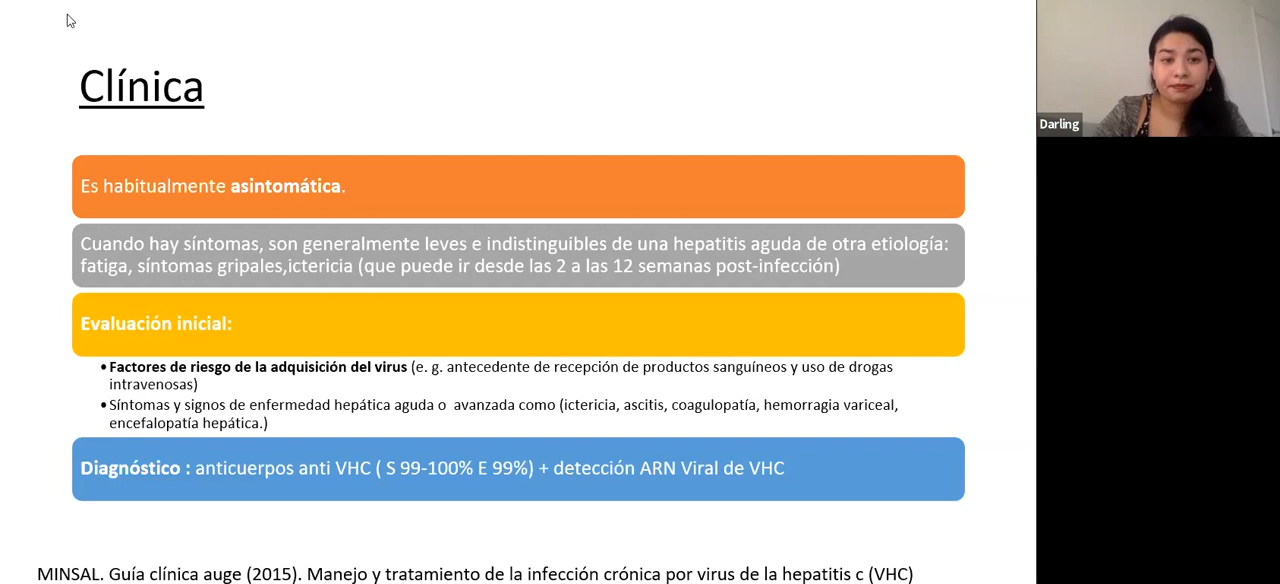 Clínica
Es habitualmente asintomática.
Cuando hay síntomas, son generalmente leves e indistinguibles de una hepatitis aguda de otra etiología:
fatiga, síntomas gripales,ictericia (que puede ir desde las 2 a las 12 semanas post-infección)
Evaluación inicial:
•Factores de riesgo de la adquisición del virus (e. g. antecedente de recepción de productos sanguíneos y uso de drogas
intravenosas)
•Síntomas y signos de enfermedad hepática aguda o avanzada como (ictericia, ascitis, coagulopatía, hemorragia variceal,
encefalopatía hepática.)
Diagnóstico : anticuerpos anti VHC ( S 99-100% E 99%) + detección ARN Viral de VHC
MINSAL. Guía clínica auge (2015). Manejo y tratamiento de la infección crónica por virus de la hepatitis c (VHC)
Darling